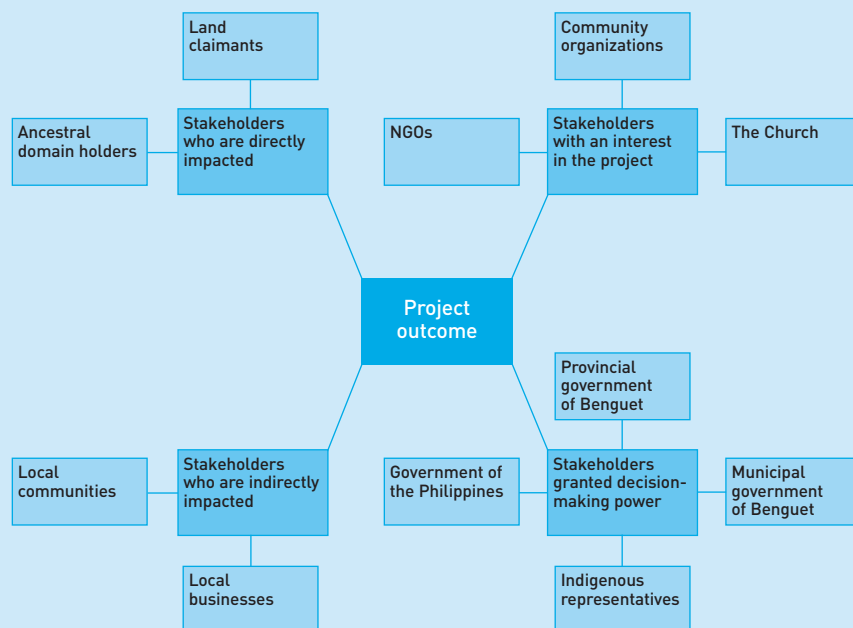 Land
claimants
Ancestral
domain holders
Stakeholders
who are directly
impacted
Community
organizations
NGOs
Stakeholders
with an interest
in the project
The Church
Project
outcome
Local
communities
Stakeholders
who are indirectly
impacted
Local
businesses
Provincial
government
of Benguet
Government of
the Philippines
Stakeholders
granted decision-
making power
Municipal
government
of Benguet
Indigenous
representatives